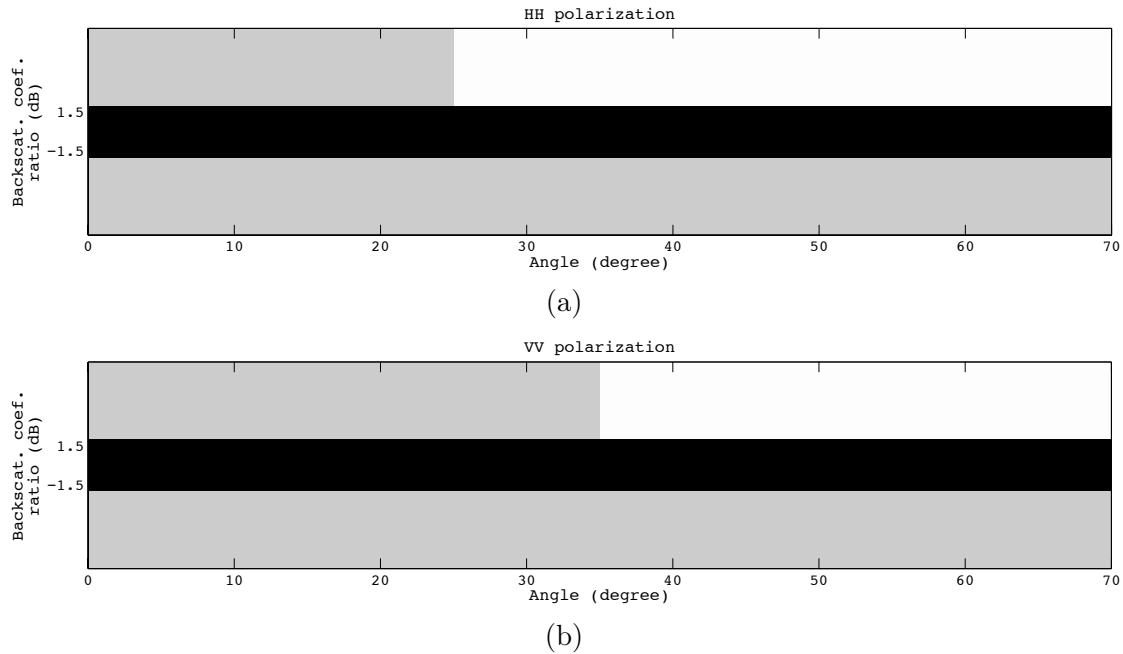 HH polarization
Backscat. coef.
ratio (dB)
1.5
−1.5
0 10 20 30 40 50 60 70
Angle (degree)
(a)
VV polarization
Backscat. coef.
ratio (dB)
1.5
−1.5
0 10 20 30 40 50 60 70
Angle (degree)
(b)